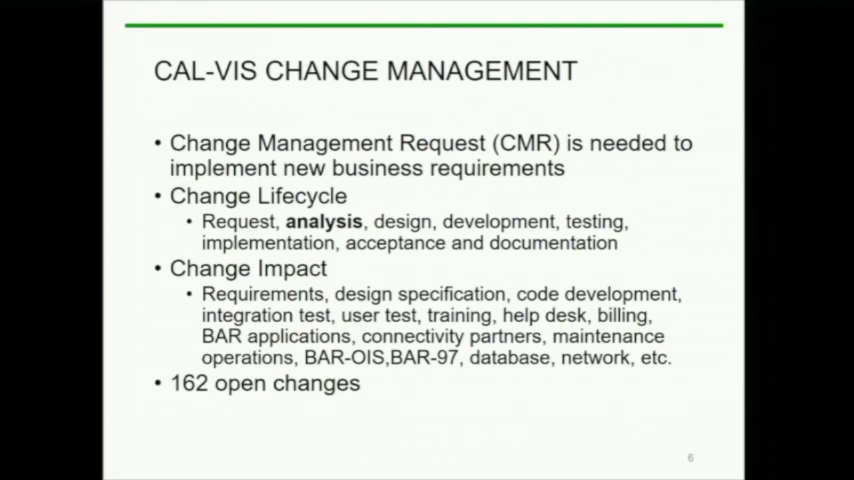 CAL-VIS CHANGE MANAGEMENT
• Change Management Request (CMR) is needed to
implement new business requirements
• Change Lifecycle
• Request, analysis, design, development, testing,
implementation, acceptance and documentation
• Change Impact
• Requirements, design specification, code development,
integration test, user test, training, help desk, billing,
BAR applications, connectivity partners, maintenance
operations, BAR-OIS,BAR-97, database, network, etc.
• 162 open changes
6